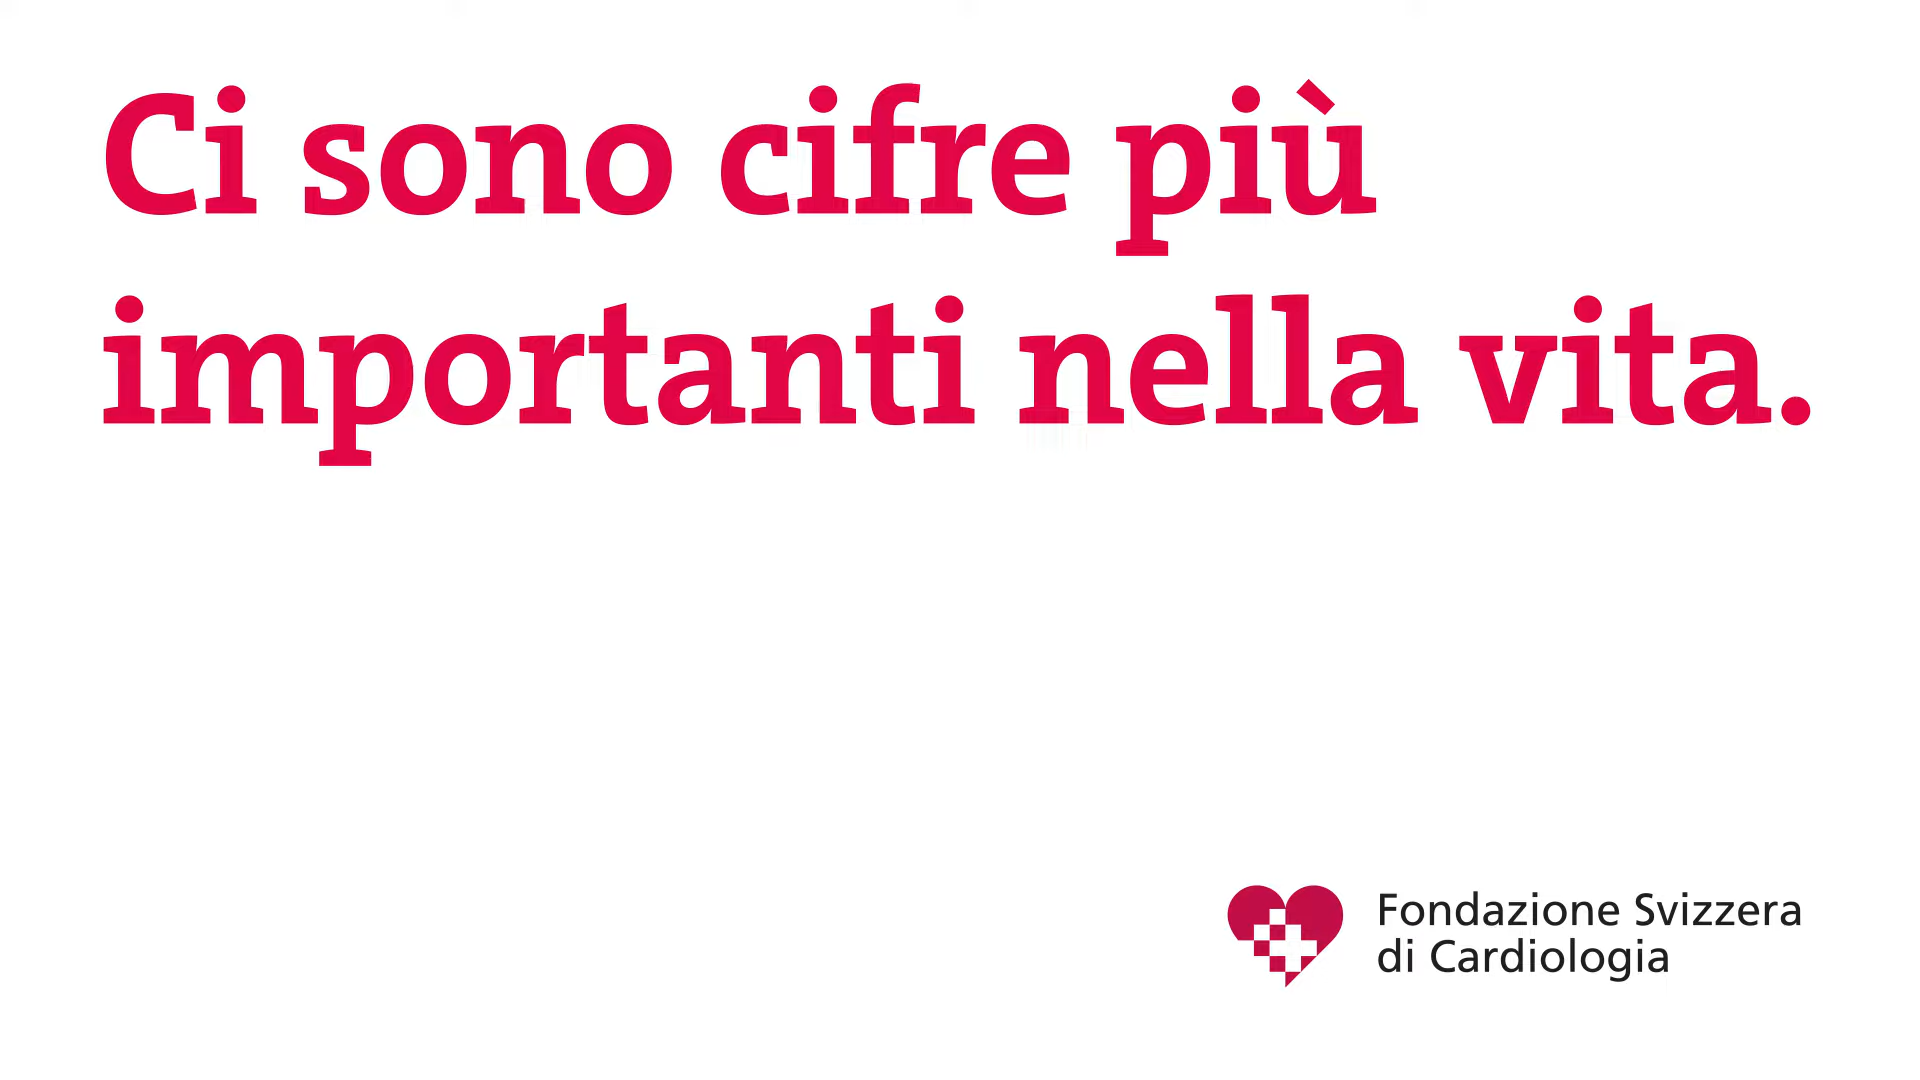 Ci sono cifre più
importanti nella vita.
Fondazione Svizzera
di Cardiologia